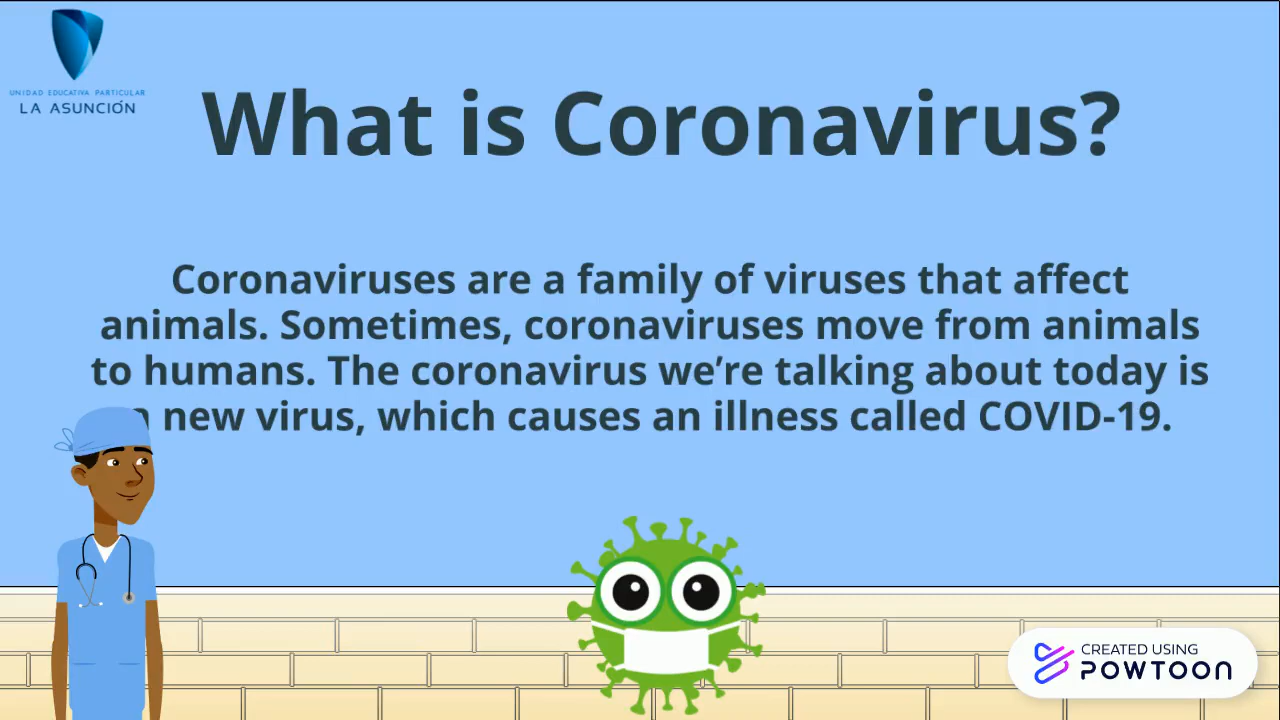 UNIDAD EDUCATIVA PARTICULAR
LA ASUNCIÓN
What is Coronavirus?
Coronaviruses are a family of viruses that affect
animals. Sometimes, coronaviruses move from animals
to humans. The coronavirus we’re talking about today is
new virus, which causes an illness called COVID-19.
CREATED USING
POWTOON